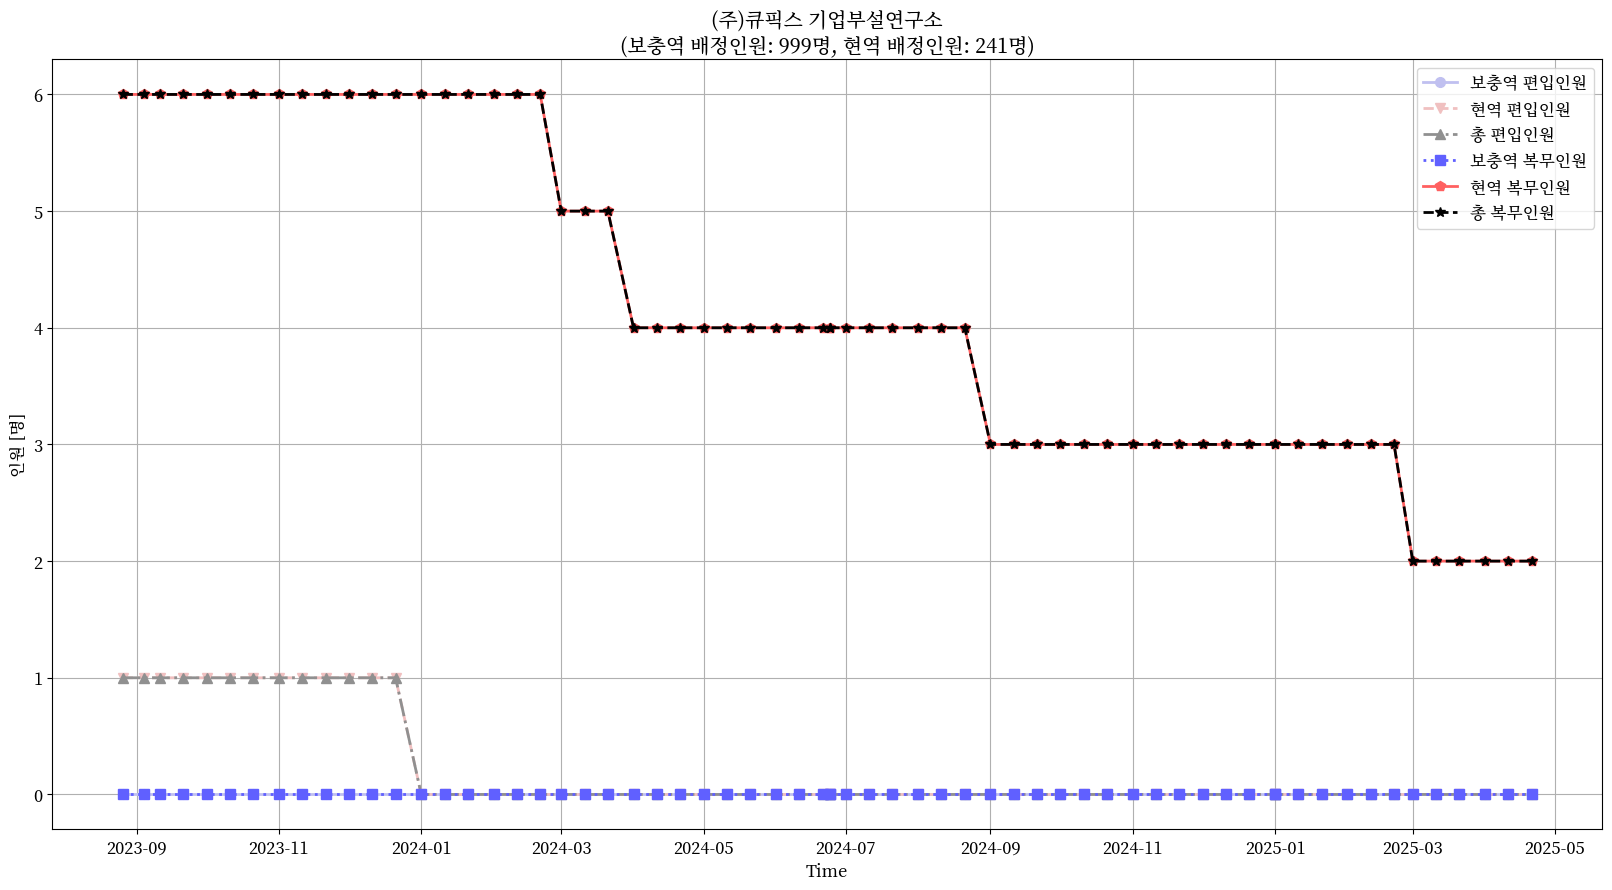 (주)큐픽스 기업부설연구소
(보충역 배정인원: 999명, 현역 배정인원: 241명)
보충역 편입인원
현역 편입인원
총 편입인원
보충역 복무인원
현역 복무인원
총 복무인원
인원 [명]
6
5
4
3
2
1
0
2023-09
2023-11
2024-01
2024-03
2024-05
2024-07
2024-09
2024-11
2025-01
2025-03
2025-05
Time